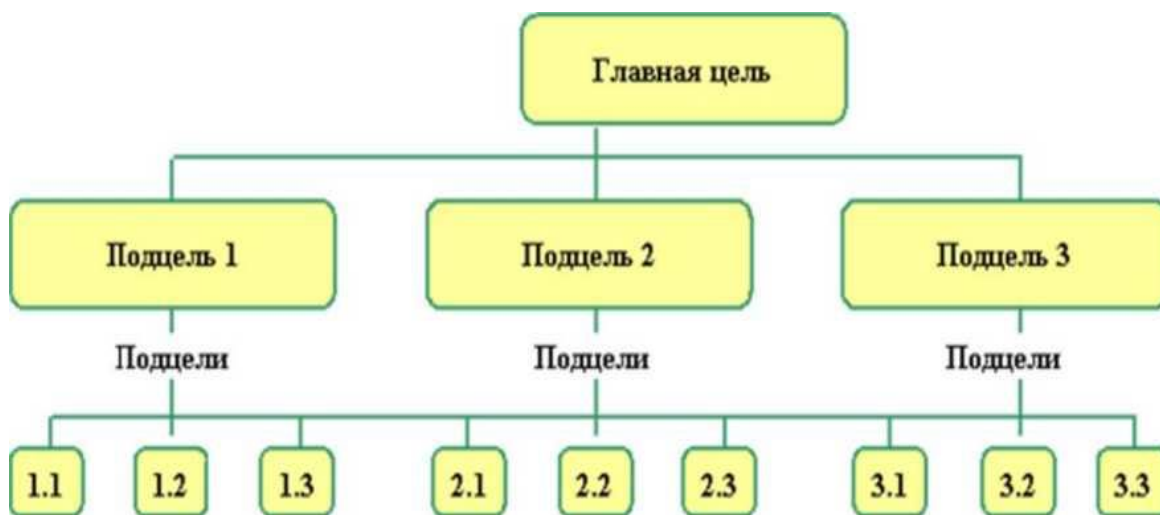 Главная цель
Подцель 1
Подцель 2
Подцель 3
Подцели
Подцели
Подцели
1.1
1.2
1.3
2.1
2.2
2.3
3.1
3.2
3.3